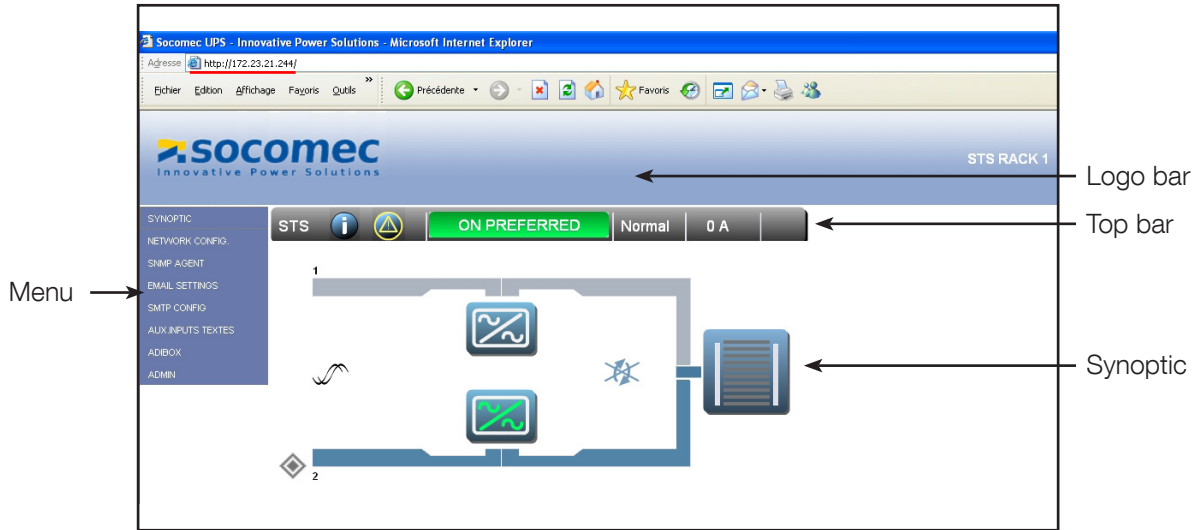 Socomec UPS - Innovative Power Solutions - Microsoft Internet Explorer
Adresse http://172.23.21.244/
Fichier Edition Affichage Favoris Outils » Précédente Favoris
socomec
Innovative Power Solutions
STS RACK 1
Logo bar
SYNOPTIC
STS ON PREFERRED Normal 0 A
Top bar
NETWORK CONFIG.
SNMP AGENT
EMAIL SETTINGS
SMTP CONFIG
AUX.INPUTS TEXTES
ADIBOX
ADMIN
Menu
1
Synoptic
2